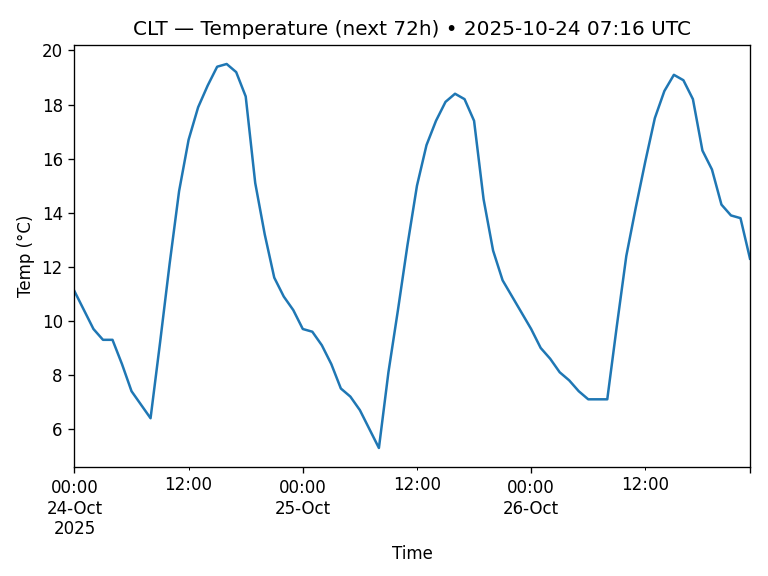 CLT — Temperature (next 72h) • 2025-10-24 07:16 UTC
Temp (°C)
20
18
16
14
12
10
8
6
00:00 12:00 00:00 12:00 00:00 12:00
24-Oct 25-Oct 26-Oct
2025
Time